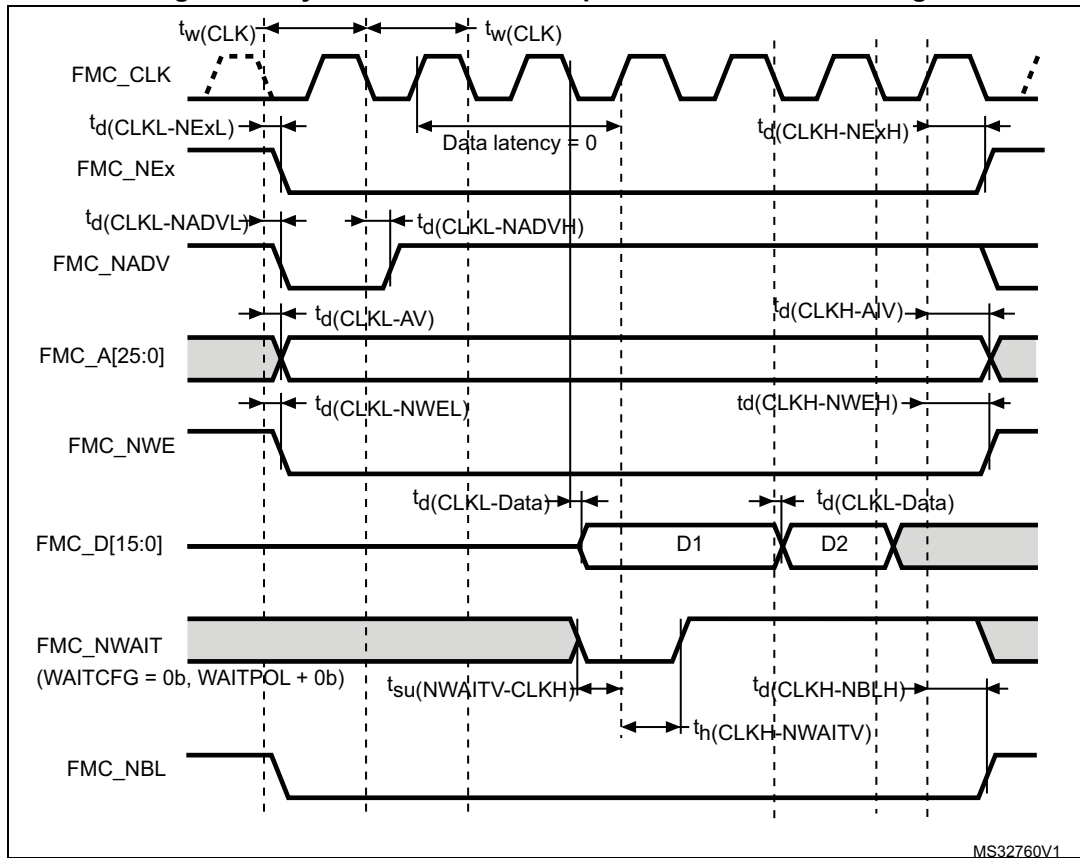 tw(CLK)
tw(CLK)
FMC_CLK
td(CLKL-NExL)
Data latency = 0
td(CLKH-NExH)
FMC_NEx
td(CLKL-NADVL)
td(CLKL-NADVH)
FMC_NADV
td(CLKL-AV)
td(CLKH-AIV)
FMC_A[25:0]
td(CLKL-NWEL)
td(CLKH-NWEH)
FMC_NWE
td(CLKL-Data)
td(CLKL-Data)
FMC_D[15:0]
D1
D2
FMC_NWAIT
(WAITCFG = 0b, WAITPOL + 0b)
tsu(NWAITV-CLKH)
td(CLKH-NBLH)
th(CLKH-NWAITV)
FMC_NBL
MS32760V1